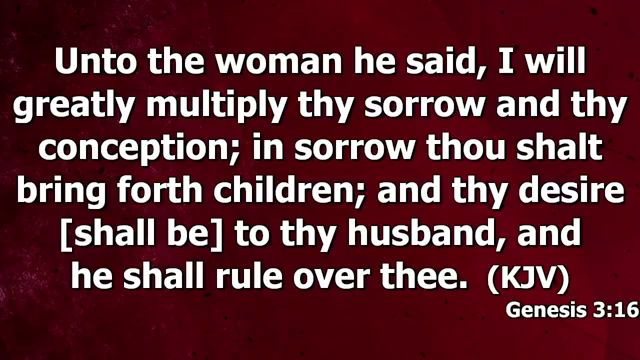 Unto the woman he said, I will
greatly multiply thy sorrow and thy
conception; in sorrow thou shalt
bring forth children; and thy desire
[shall be] to thy husband, and
he shall rule over thee. (KJV)
Genesis 3:16